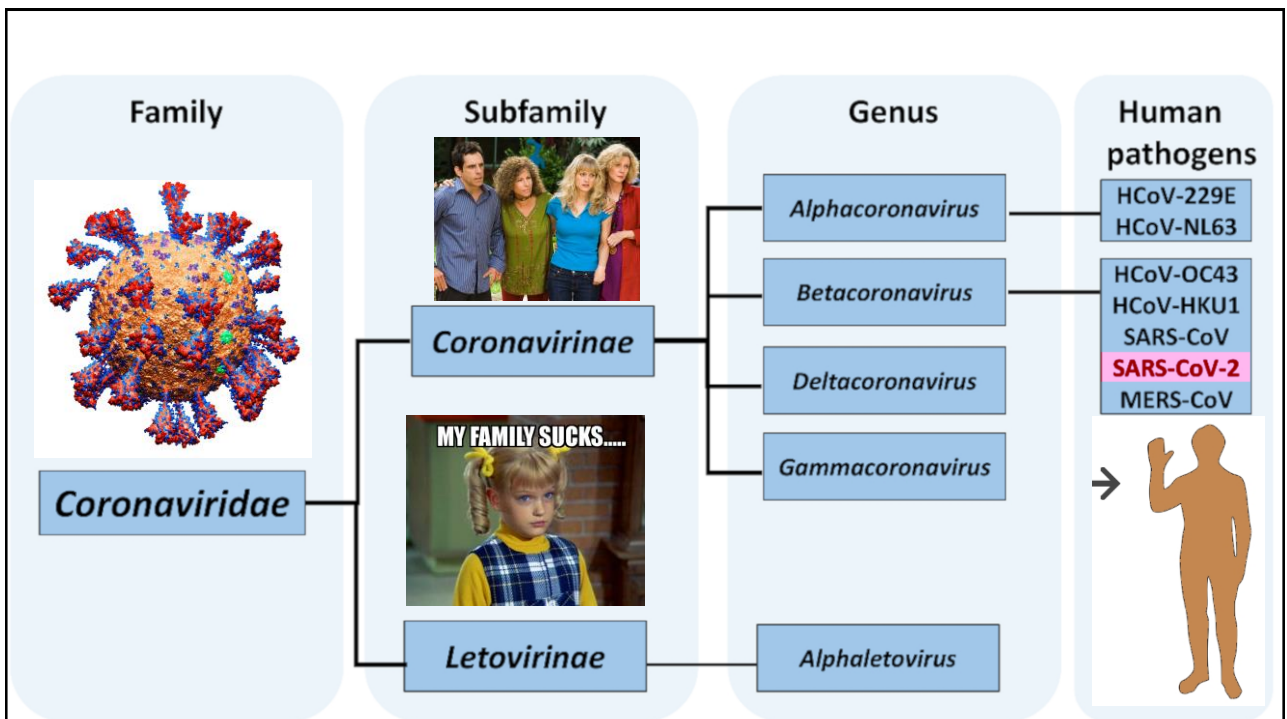 Family
Subfamily
Genus
Human
pathogens
Coronaviridae
Coronavirinae
MY FAMILY SUCKS.....
Letovirinae
Alphacoronavirus
Betacoronavirus
Deltacoronavirus
Gammacoronavirus
Alphaletovirus
HCoV-229E
HCoV-NL63
HCoV-OC43
HCoV-HKU1
SARS-CoV
SARS-CoV-2
MERS-CoV